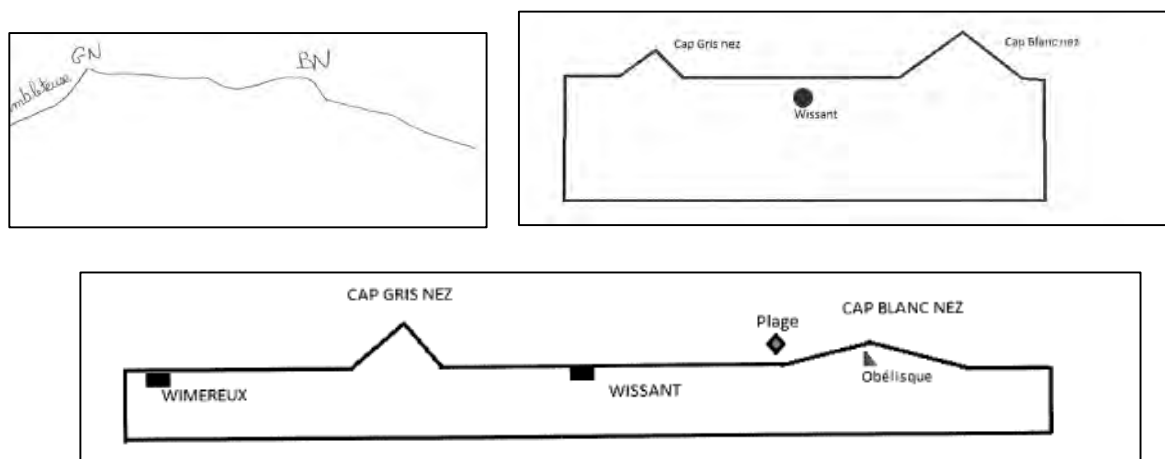 GN
BN
mbleteuse
Cap Gris nez
Cap Blanc nez
Wissant
CAP GRIS NEZ
CAP BLANC NEZ
Plage
WIMEREUX
WISSANT
Obélisque